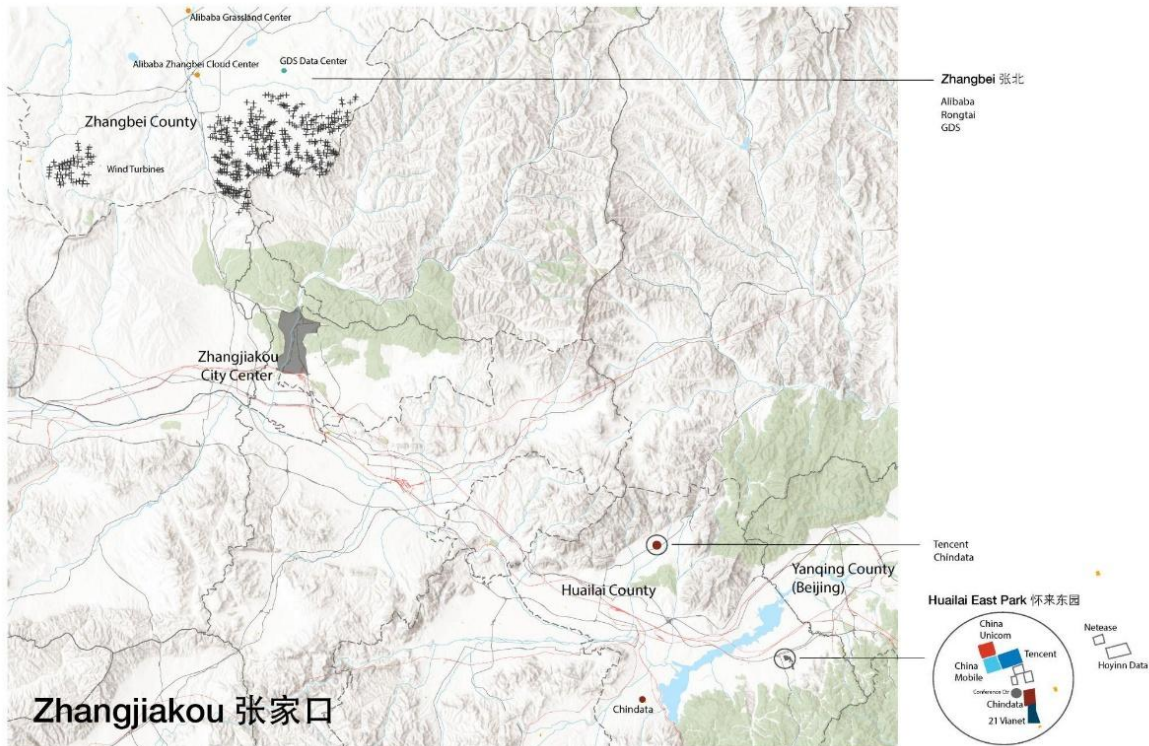 Alibaba Grassland Center
Alibaba Zhangbei Cloud Center
GDS Data Center
Zhangbei 张北
Alibaba
Rongtai
GDS
Zhangbei County
Wind Turbines
Zhangjiakou
City Center
Tencent
Chindata
Huailai County
Yanqing County
(Beijing)
Huailai East Park 怀来东园
China
Unicom
Tencent
China
Mobile
Conference Ctr
Chindata
21 Vianet
Netease
Hoyinn Data
Chindata
Zhangjiakou 张家口